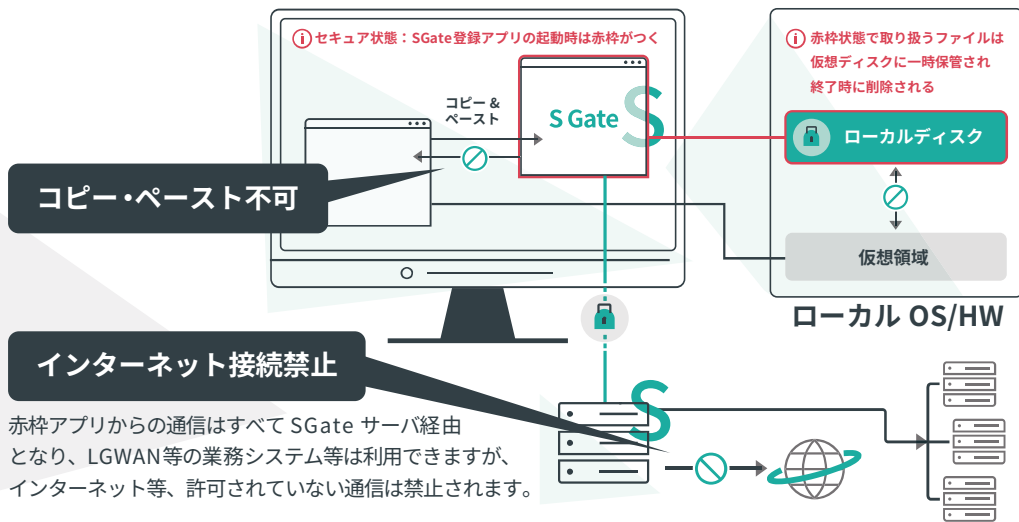 セキュア状態：SGate登録アプリの起動時は赤枠がつく
コピー &
ペースト
S Gate
S
コピー・ペースト不可
赤枠状態で取り扱うファイルは
仮想ディスクに一時保管され
終了時に削除される
ローカルディスク
仮想領域
ローカル OS/HW
インターネット接続禁止
赤枠アプリからの通信はすべて SGate サーバ経由
となり、LGWAN等の業務システム等は利用できますが、
インターネット等、許可されていない通信は禁止されます。
S